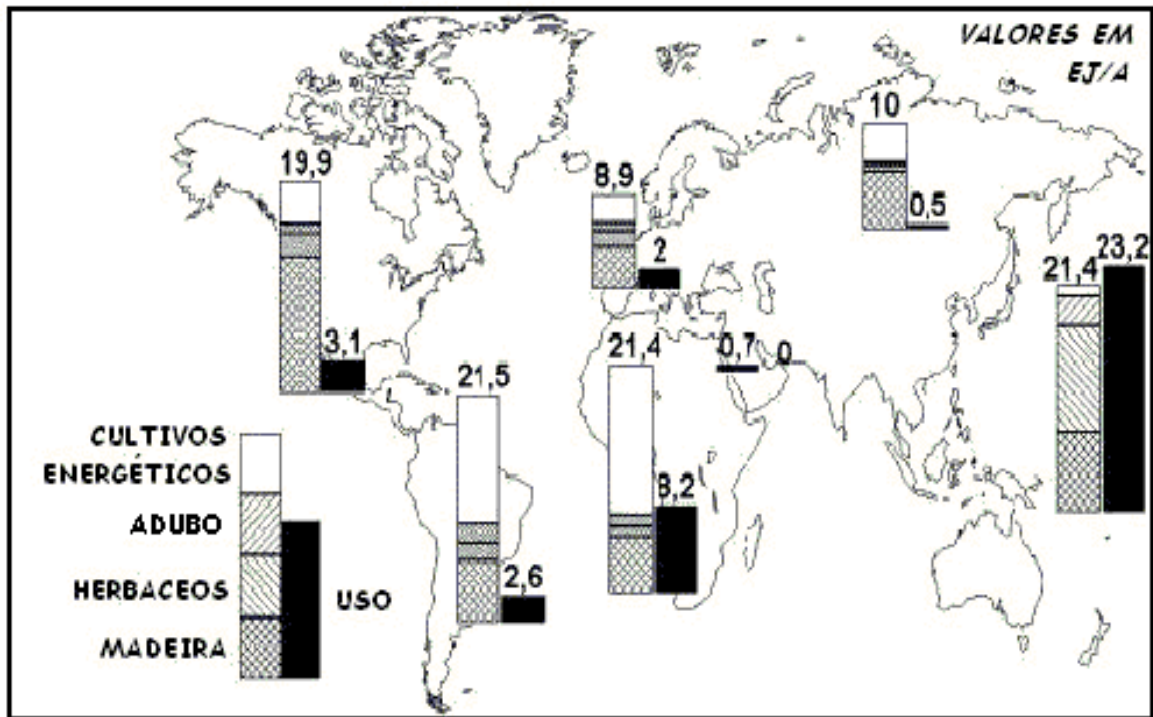 VALORES EM
EJ/A
10
19,9
8,9
0,5
2
23,2
21,4
3,1
21,4
0,7
0
21,5
8,2
2,6
CULTIVOS
ENERGÉTICOS
ADUBO
HERBACEOS
USO
MADEIRA